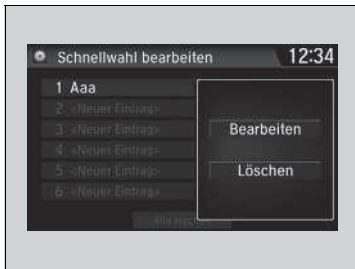 Schnellwahl bearbeiten 12:34
1 Aaa
2 <Neuer Eintrag>
3 <Neuer Eintrag>
4 <Neuer Eintrag>
5 <Neuer Eintrag>
6 <Neuer Eintrag>
Bearbeiten
Löschen
Alle